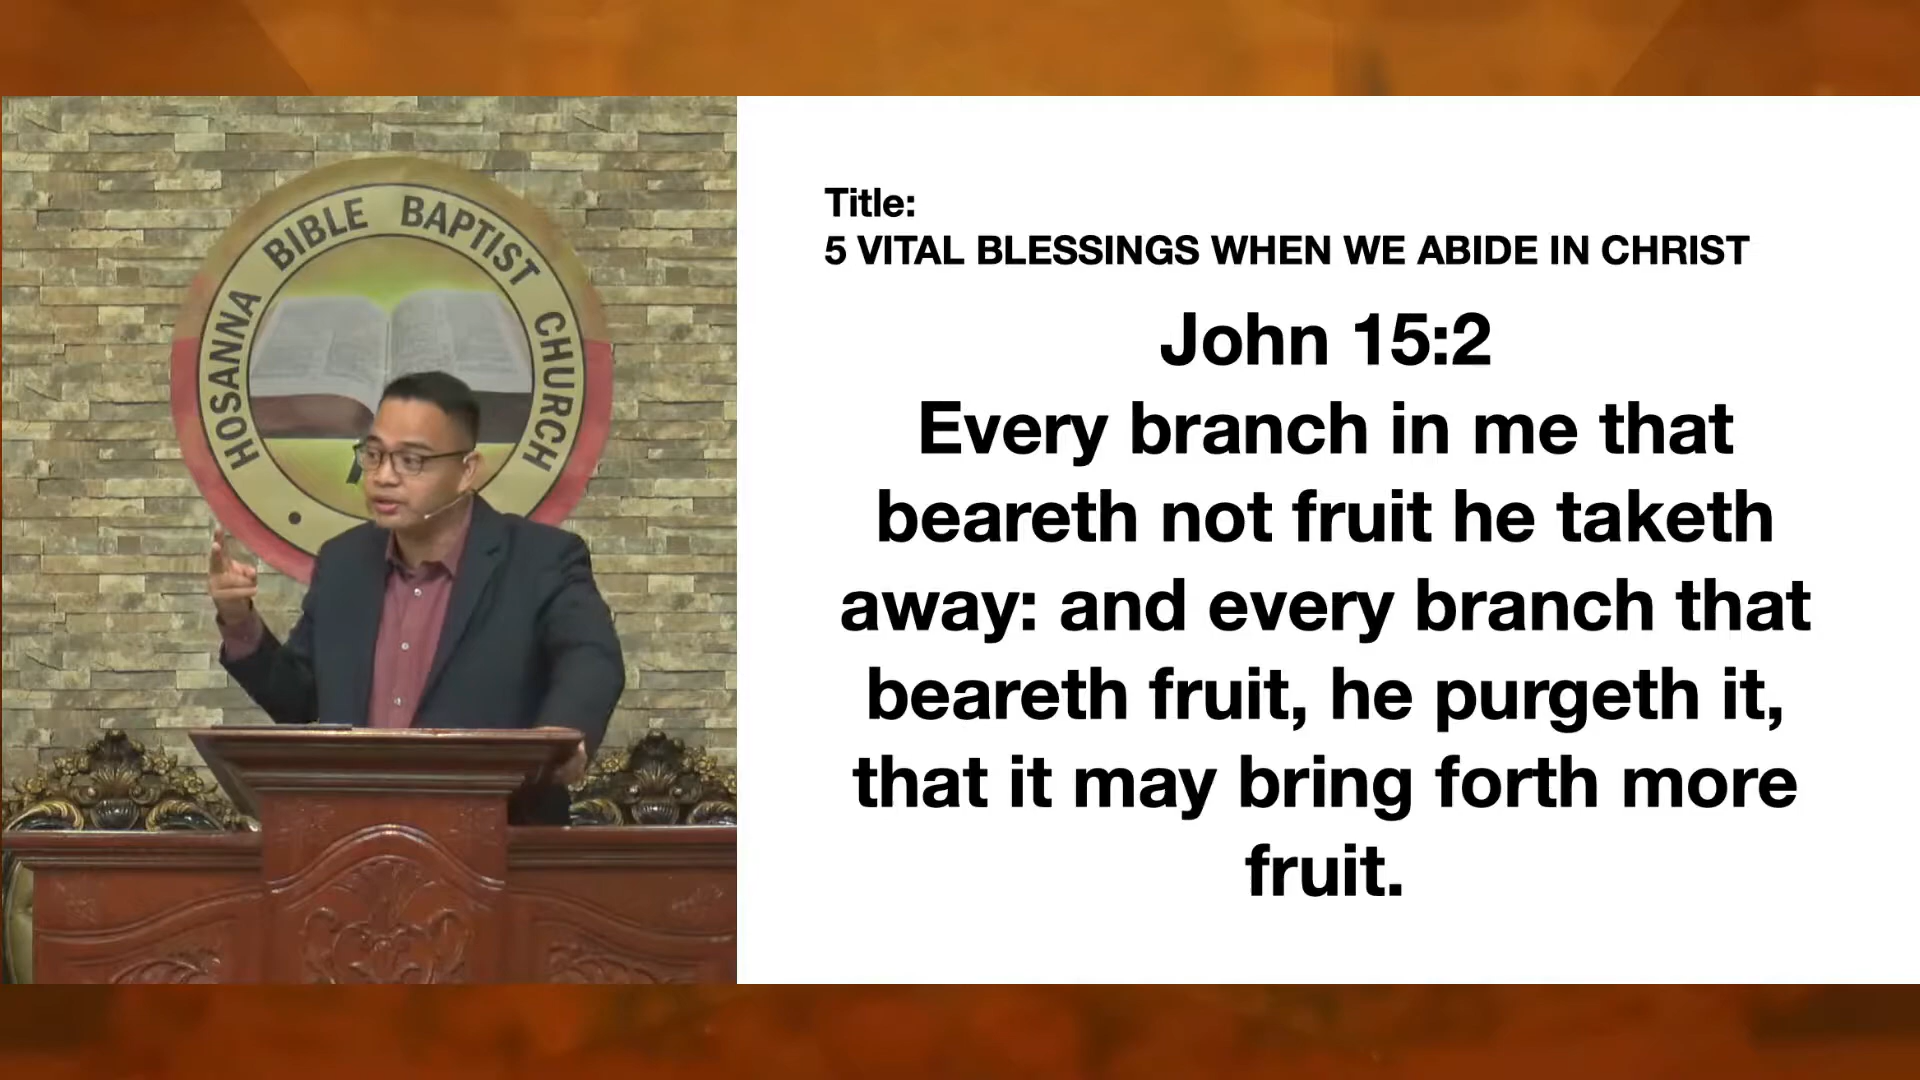 HOSANNA BIBLE BAPTIST CHURCH
Title:
5 VITAL BLESSINGS WHEN WE ABIDE IN CHRIST
John 15:2
Every branch in me that
beareth not fruit he taketh
away: and every branch that
beareth fruit, he purgeth it,
that it may bring forth more
fruit.